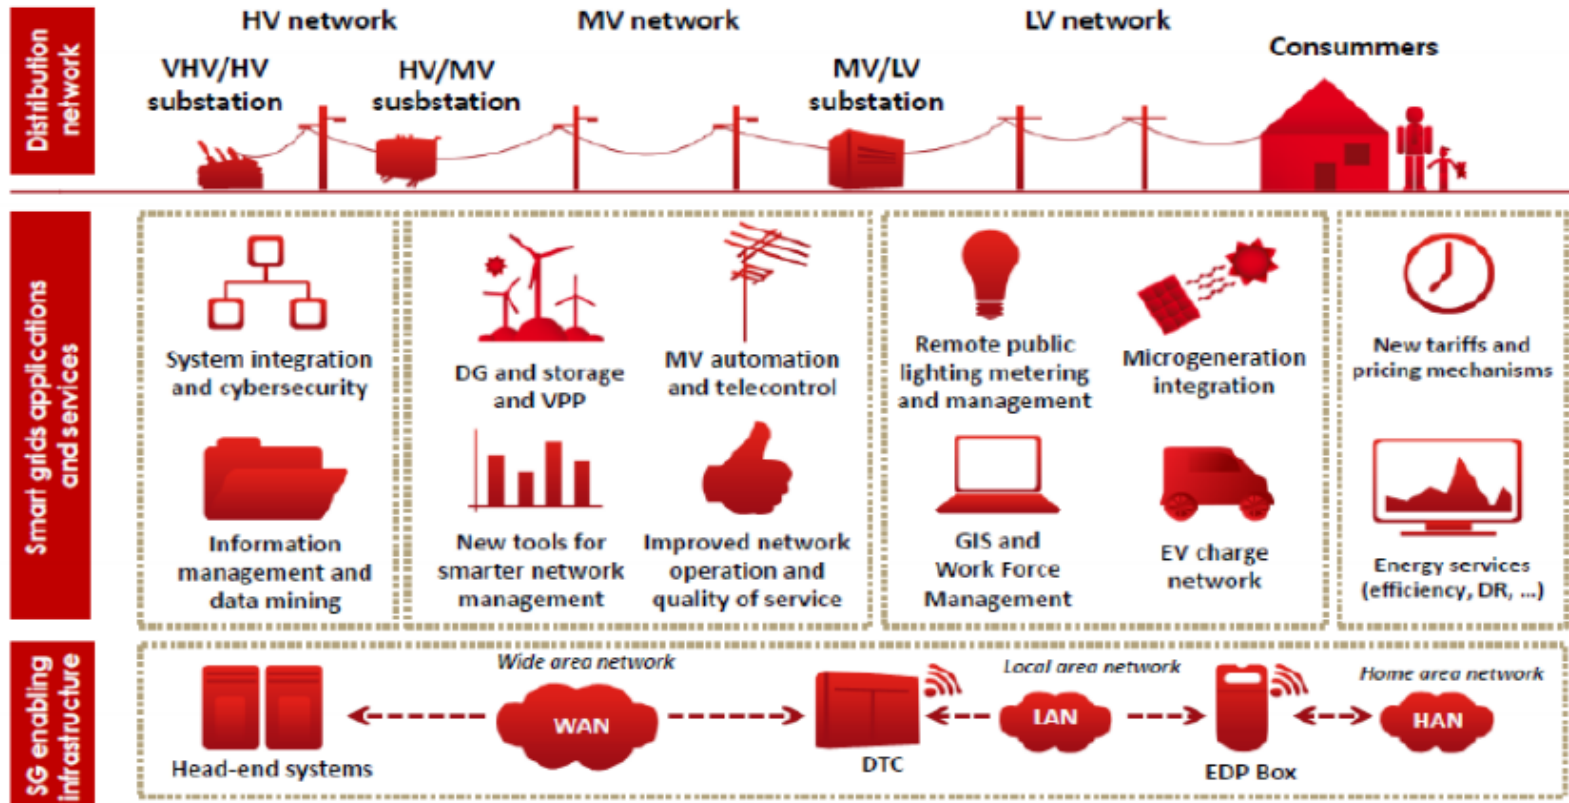 Distribution
network
HV network
MV network
LV network
VHV/HV
substation
HV/MV
susbstation
MV/LV
substation
Consummers
Smart grids applications
and services
System integration
and cybersecurity
DG and storage
and VPP
MV automation
and telecontrol
Remote public
lighting metering
and management
Microgeneration
integration
New tariffs and
pricing mechanisms
Information
management and
data mining
New tools for
smarter network
management
Improved network
operation and
quality of service
GIS and
Work Force
Management
EV charge
network
Energy services
(efficiency, DR, ...)
SG enabling
infrastructure
Head-end systems
Wide area network
WAN
DTC
Local area network
LAN
EDP Box
Home area network
HAN